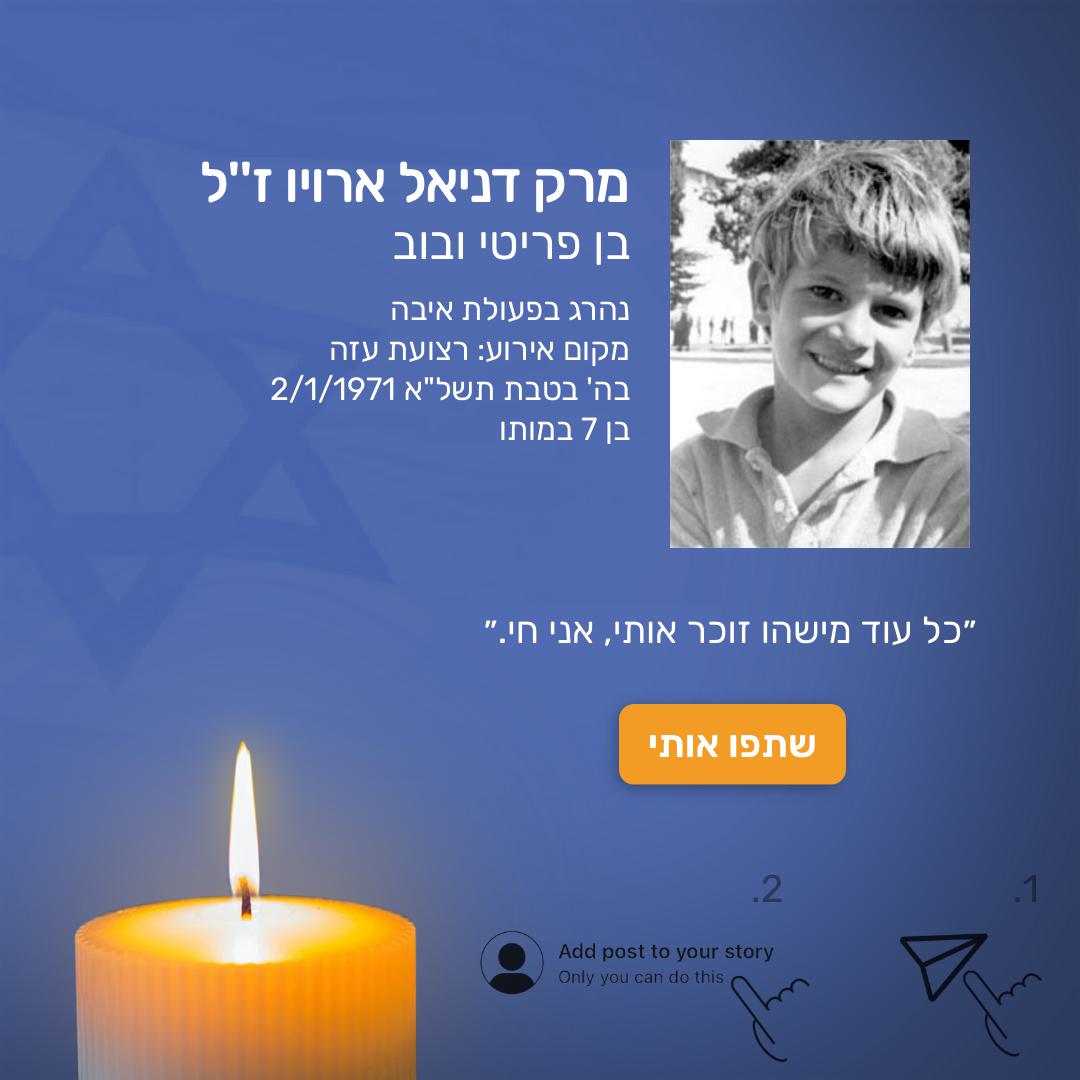 מרק דניאל ארויו ז"ל
בן פריטי ובוב
נהרג בפעולת איבה
מקום אירוע: רצועת עזה
בה' בטבת תשל"א 2/1/1971
בן 7 במותו
״כל עוד מישהו זוכר אותי, אני חי.״
שתפו אותי
1.
2.
Add post to your story
Only you can do this